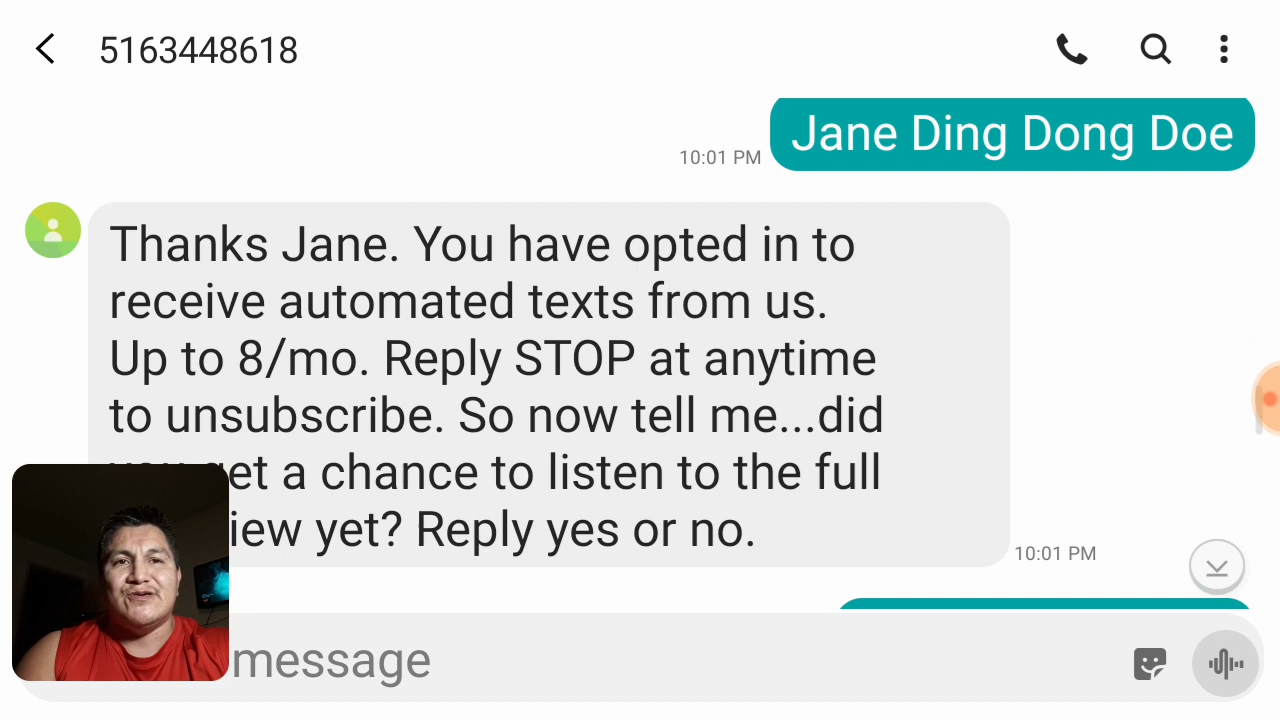 5163448618
Jane Ding Dong Doe
10:01 PM
Thanks Jane. You have opted in to
receive automated texts from us.
Up to 8/mo. Reply STOP at anytime
to unsubscribe. So now tell me...did
get a chance to listen to the full
yet? Reply yes or no.
10:01 PM
message